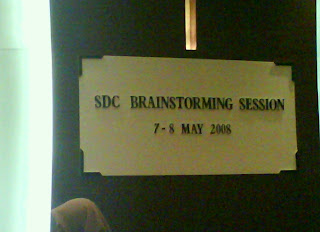 SDC BRAINSTORMING SESSION
7-8 MAY 2008